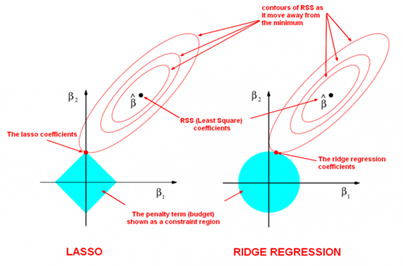 contours of RSS as
it move away from
the minimum
β₂
β̂
RSS (Least Square)
coefficients
β₂
β̂
The lasso coefficients
The ridge regression
coefficients
β₁
β₁
The penalty term (budget)
shown as a constraint region
LASSO
RIDGE REGRESSION